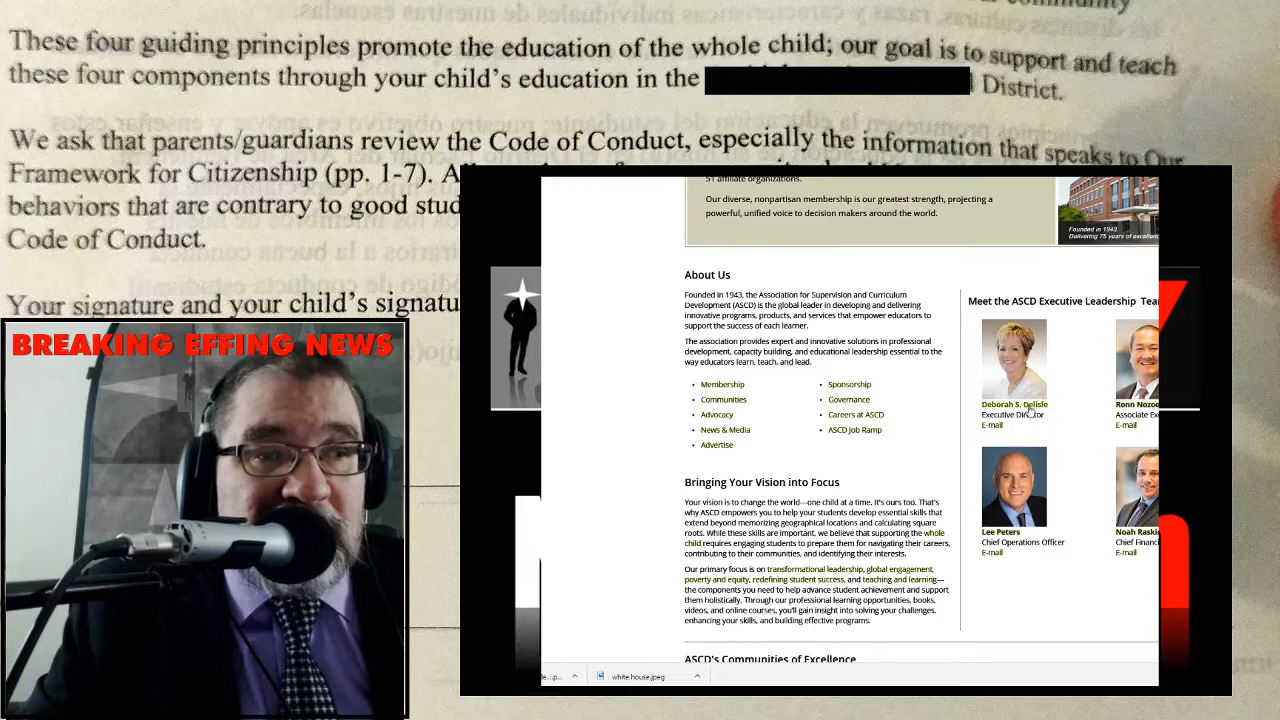 These four guiding principles promote the education of the whole child; our goal is to support and teach
these four components through your child's education in the
District.
We ask that parents/guardians review the Code of Conduct, especially the information that speaks to Our
Framework for Citizenship (pp. 1-7).
behaviors that are contrary to good
Code of Conduct.
Your signature and your child's
BREAKING EFFING NEWS
51 affiliate organizations.
Our diverse, nonpartisan membership is our greatest strength, projecting a
powerful, unified voice to decision makers around the world.
Founded in 1943
Delivering 75 years of
About Us
Founded in 1943, the Association for Supervision and Curriculum
Development (ASCD) is the global leader in developing and delivering
innovative programs, products, and services that empower educators to
support the success of each learner.
The association provides expert and innovative solutions in professional
development, capacity building, and educational leadership essential to the
way educators learn, teach, and lead.
• Membership
• Communities
• Advocacy
• News & Media
• Advertise
• Sponsorship
• Governance
• Careers at ASCD
• ASCD Job Ramp
Bringing Your Vision into Focus
Your vision is to change the world—one child at a time. It's ours too. That's
why ASCD empowers you to help your students develop essential skills that
extend beyond memorizing geographical locations and calculating square
roots. While these skills are important, we believe that supporting the whole
child requires engaging students to prepare them for navigating their careers,
contributing to their communities, and identifying their interests.
Our primary focus is on transformational leadership, global engagement,
poverty and equity, redefining student success, and teaching and learning—
the components you need to help advance student achievement and support
them holistically. Through our professional learning opportunities, books,
videos, and online courses, you'll gain insight into solving your challenges,
enhancing your skills, and building effective programs.
ASCD's Communities of Excellence
Meet the ASCD Executive Leadership
Deborah S. Delisle
Executive Director
E-mail
Ronn
Associate
E-mail
Lee Peters
Chief Operations Officer
E-mail
Noah
Chief
E-mail
white house.jpeg